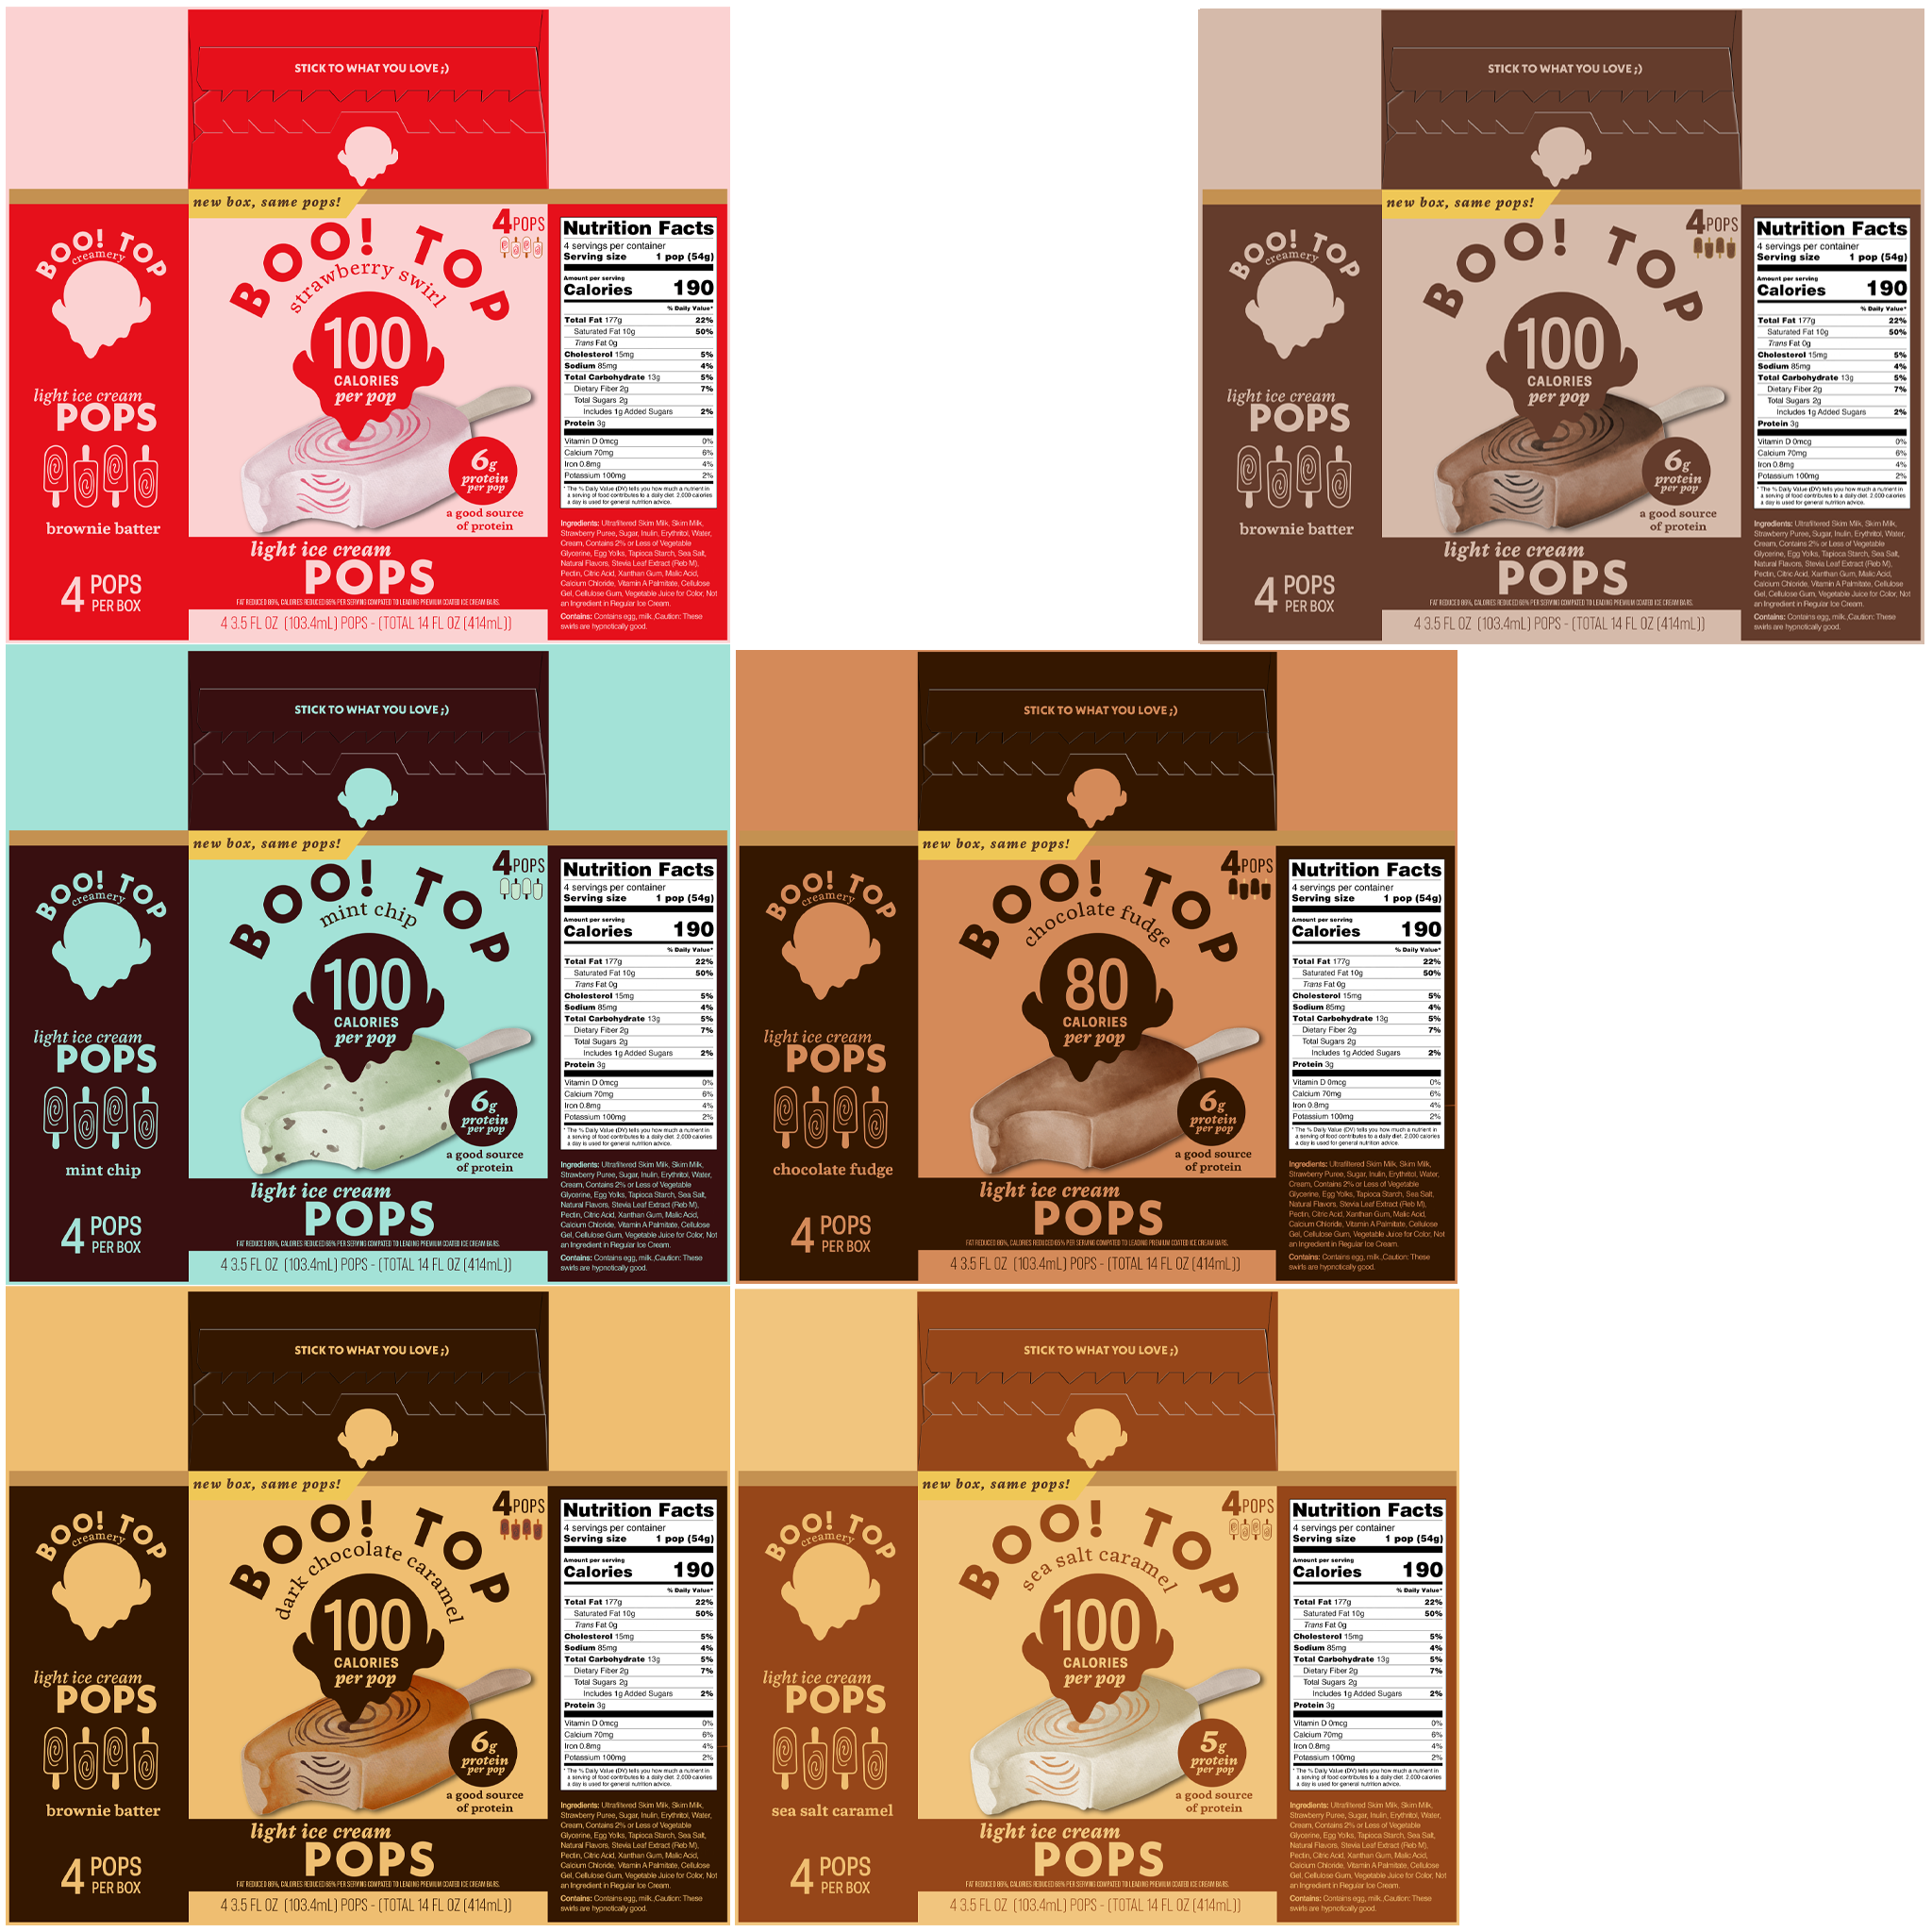 STICK TO WHAT YOU LOVE ;)
BOO! TOP
creamery
light ice cream
POPS
brownie batter
4 POPS
PER BOX
new box, same pops!
4 POPS
BOO! TOP
strawberry swirl
100
CALORIES
per pop
6g
protein
per pop
a good source
of protein
light ice cream
POPS
FAT REDUCED CALORIES REDUCED PER SERVING COMPATED TO LEADING PREMIUM COATED ICE CREAM BARS.
4 3.5 FL OZ (103.4mL) POPS - (TOTAL 14 FL OZ (414mL))
Nutrition Facts
4 servings per container
Serving size 1 pop (54g)
Amount per serving
Calories 190
% Daily Value*
Total Fat 177g 22%
Saturated Fat 10g 50%
Trans Fat 0g
Cholesterol 15mg 5%
Sodium 85mg 4%
Total Carbohydrate 13g 5%
Dietary Fiber 2g 7%
Total Sugars 2g
Includes 1g Added Sugars 2%
Protein 3g
Vitamin D 0mcg 0%
Calcium 70mg 6%
Iron 0.8mg 4%
Potassium 100mg 2%
* The % Daily Value (DV) tells you how much a nutrient in
a serving of food contributes to a daily diet. 2,000 calories
a day is used for general nutrition advice.
Ingredients: Ultrafiltered Skim Milk, Skim Milk,
Strawberry Puree, Sugar, Inulin, Erythritol, Water,
Cream, Contains 2% or Less of Vegetable
Glycerine, Egg Yolks, Tapioca Starch, Sea Salt,
Natural Flavors, Stevia Leaf Extract (Reb M),
Pectin, Citric Acid, Xanthan Gum, Malic Acid,
Calcium Chloride, Vitamin A Palmitate, Cellulose
Gel, Cellulose Gum, Vegetable Juice for Color, Not
an Ingredient in Regular Ice Cream.
Contains: Contains egg, milk.,Caution: These
swirls are hypnotically good.
STICK TO WHAT YOU LOVE ;)
BOO! TOP
creamery
light ice cream
POPS
brownie batter
4 POPS
PER BOX
new box, same pops!
4 POPS
BOO! TOP
100
CALORIES
per pop
6g
protein
per pop
a good source
of protein
light ice cream
POPS
FAT REDUCED CALORIES REDUCED PER SERVING COMPATED TO LEADING PREMIUM COATED ICE CREAM BARS.
4 3.5 FL OZ (103.4mL) POPS - (TOTAL 14 FL OZ (414mL))
Nutrition Facts
4 servings per container
Serving size 1 pop (54g)
Amount per serving
Calories 190
% Daily Value*
Total Fat 177g 22%
Saturated Fat 10g 50%
Trans Fat 0g
Cholesterol 15mg 5%
Sodium 85mg 4%
Total Carbohydrate 13g 5%
Dietary Fiber 2g 7%
Total Sugars 2g
Includes 1g Added Sugars 2%
Protein 3g
Vitamin D 0mcg 0%
Calcium 70mg 6%
Iron 0.8mg 4%
Potassium 100mg 2%
* The % Daily Value (DV) tells you how much a nutrient in
a serving of food contributes to a daily diet. 2,000 calories
a day is used for general nutrition advice.
Ingredients: Ultrafiltered Skim Milk, Skim Milk,
Strawberry Puree, Sugar, Inulin, Erythritol, Water,
Cream, Contains 2% or Less of Vegetable
Glycerine, Egg Yolks, Tapioca Starch, Sea Salt,
Natural Flavors, Stevia Leaf Extract (Reb M),
Pectin, Citric Acid, Xanthan Gum, Malic Acid,
Calcium Chloride, Vitamin A Palmitate, Cellulose
Gel, Cellulose Gum, Vegetable Juice for Color, Not
an Ingredient in Regular Ice Cream.
Contains: Contains egg, milk.,Caution: These
swirls are hypnotically good.
STICK TO WHAT YOU LOVE ;)
BOO! TOP
creamery
light ice cream
POPS
mint chip
4 POPS
PER BOX
new box, same pops!
4 POPS
BOO! TOP
mint chip
100
CALORIES
per pop
6g
protein
per pop
a good source
of protein
light ice cream
POPS
FAT REDUCED CALORIES REDUCED PER SERVING COMPATED TO LEADING PREMIUM COATED ICE CREAM BARS.
4 3.5 FL OZ (103.4mL) POPS - (TOTAL 14 FL OZ (414mL))
Nutrition Facts
4 servings per container
Serving size 1 pop (54g)
Amount per serving
Calories 190
% Daily Value*
Total Fat 177g 22%
Saturated Fat 10g 50%
Trans Fat 0g
Cholesterol 15mg 5%
Sodium 85mg 4%
Total Carbohydrate 13g 5%
Dietary Fiber 2g 7%
Total Sugars 2g
Includes 1g Added Sugars 2%
Protein 3g
Vitamin D 0mcg 0%
Calcium 70mg 6%
Iron 0.8mg 4%
Potassium 100mg 2%
* The % Daily Value (DV) tells you how much a nutrient in
a serving of food contributes to a daily diet. 2,000 calories
a day is used for general nutrition advice.
Ingredients: Ultrafiltered Skim Milk, Skim Milk,
Strawberry Puree, Sugar, Inulin, Erythritol, Water,
Cream, Contains 2% or Less of Vegetable
Glycerine, Egg Yolks, Tapioca Starch, Sea Salt,
Natural Flavors, Stevia Leaf Extract (Reb M),
Pectin, Citric Acid, Xanthan Gum, Malic Acid,
Calcium Chloride, Vitamin A Palmitate, Cellulose
Gel, Cellulose Gum, Vegetable Juice for Color, Not
an Ingredient in Regular Ice Cream.
Contains: Contains egg, milk.,Caution: These
swirls are hypnotically good.
STICK TO WHAT YOU LOVE ;)
BOO! TOP
creamery
light ice cream
POPS
chocolate fudge
4 POPS
PER BOX
new box, same pops!
4 POPS
BOO! TOP
chocolate fudge
80
CALORIES
per pop
6g
protein
per pop
a good source
of protein
light ice cream
POPS
FAT REDUCED CALORIES REDUCED PER SERVING COMPATED TO LEADING PREMIUM COATED ICE CREAM BARS.
4 3.5 FL OZ (103.4mL) POPS - (TOTAL 14 FL OZ (414mL))
Nutrition Facts
4 servings per container
Serving size 1 pop (54g)
Amount per serving
Calories 190
% Daily Value*
Total Fat 177g 22%
Saturated Fat 10g 50%
Trans Fat 0g
Cholesterol 15mg 5%
Sodium 85mg 4%
Total Carbohydrate 13g 5%
Dietary Fiber 2g 7%
Total Sugars 2g
Includes 1g Added Sugars 2%
Protein 3g
Vitamin D 0mcg 0%
Calcium 70mg 6%
Iron 0.8mg 4%
Potassium 100mg 2%
* The % Daily Value (DV) tells you how much a nutrient in
a serving of food contributes to a daily diet. 2,000 calories
a day is used for general nutrition advice.
Ingredients: Ultrafiltered Skim Milk, Skim Milk,
Strawberry Puree, Sugar, Inulin, Erythritol, Water,
Cream, Contains 2% or Less of Vegetable
Glycerine, Egg Yolks, Tapioca Starch, Sea Salt,
Natural Flavors, Stevia Leaf Extract (Reb M),
Pectin, Citric Acid, Xanthan Gum, Malic Acid,
Calcium Chloride, Vitamin A Palmitate, Cellulose
Gel, Cellulose Gum, Vegetable Juice for Color, Not
an Ingredient in Regular Ice Cream.
Contains: Contains egg, milk.,Caution: These
swirls are hypnotically good.
STICK TO WHAT YOU LOVE ;)
BOO! TOP
creamery
light ice cream
POPS
brownie batter
4 POPS
PER BOX
new box, same pops!
4 POPS
BOO! TOP
dark chocolate caramel
100
CALORIES
per pop
6g
protein
per pop
a good source
of protein
light ice cream
POPS
FAT REDUCED CALORIES REDUCED PER SERVING COMPATED TO LEADING PREMIUM COATED ICE CREAM BARS.
4 3.5 FL OZ (103.4mL) POPS - (TOTAL 14 FL OZ (414mL))
Nutrition Facts
4 servings per container
Serving size 1 pop (54g)
Amount per serving
Calories 190
% Daily Value*
Total Fat 177g 22%
Saturated Fat 10g 50%
Trans Fat 0g
Cholesterol 15mg 5%
Sodium 85mg 4%
Total Carbohydrate 13g 5%
Dietary Fiber 2g 7%
Total Sugars 2g
Includes 1g Added Sugars 2%
Protein 3g
Vitamin D 0mcg 0%
Calcium 70mg 6%
Iron 0.8mg 4%
Potassium 100mg 2%
* The % Daily Value (DV) tells you how much a nutrient in
a serving of food contributes to a daily diet. 2,000 calories
a day is used for general nutrition advice.
Ingredients: Ultrafiltered Skim Milk, Skim Milk,
Strawberry Puree, Sugar, Inulin, Erythritol, Water,
Cream, Contains 2% or Less of Vegetable
Glycerine, Egg Yolks, Tapioca Starch, Sea Salt,
Natural Flavors, Stevia Leaf Extract (Reb M),
Pectin, Citric Acid, Xanthan Gum, Malic Acid,
Calcium Chloride, Vitamin A Palmitate, Cellulose
Gel, Cellulose Gum, Vegetable Juice for Color, Not
an Ingredient in Regular Ice Cream.
Contains: Contains egg, milk.,Caution: These
swirls are hypnotically good.
STICK TO WHAT YOU LOVE ;)
BOO! TOP
creamery
light ice cream
POPS
sea salt caramel
4 POPS
PER BOX
new box, same pops!
4 POPS
BOO! TOP
sea salt caramel
100
CALORIES
per pop
5g
protein
per pop
a good source
of protein
light ice cream
POPS
FAT REDUCED CALORIES REDUCED PER SERVING COMPATED TO LEADING PREMIUM COATED ICE CREAM BARS.
4 3.5 FL OZ (103.4mL) POPS - (TOTAL 14 FL OZ (414mL))
Nutrition Facts
4 servings per container
Serving size 1 pop (54g)
Amount per serving
Calories 190
% Daily Value*
Total Fat 177g 22%
Saturated Fat 10g 50%
Trans Fat 0g
Cholesterol 15mg 5%
Sodium 85mg 4%
Total Carbohydrate 13g 5%
Dietary Fiber 2g 7%
Total Sugars 2g
Includes 1g Added Sugars 2%
Protein 3g
Vitamin D 0mcg 0%
Calcium 70mg 6%
Iron 0.8mg 4%
Potassium 100mg 2%
* The % Daily Value (DV) tells you how much a nutrient in
a serving of food contributes to a daily diet. 2,000 calories
a day is used for general nutrition advice.
Ingredients: Ultrafiltered Skim Milk, Skim Milk,
Strawberry Puree, Sugar, Inulin, Erythritol, Water,
Cream, Contains 2% or Less of Vegetable
Glycerine, Egg Yolks, Tapioca Starch, Sea Salt,
Natural Flavors, Stevia Leaf Extract (Reb M),
Pectin, Citric Acid, Xanthan Gum, Malic Acid,
Calcium Chloride, Vitamin A Palmitate, Cellulose
Gel, Cellulose Gum, Vegetable Juice for Color, Not
an Ingredient in Regular Ice Cream.
Contains: Contains egg, milk.,Caution: These
swirls are hypnotically good.